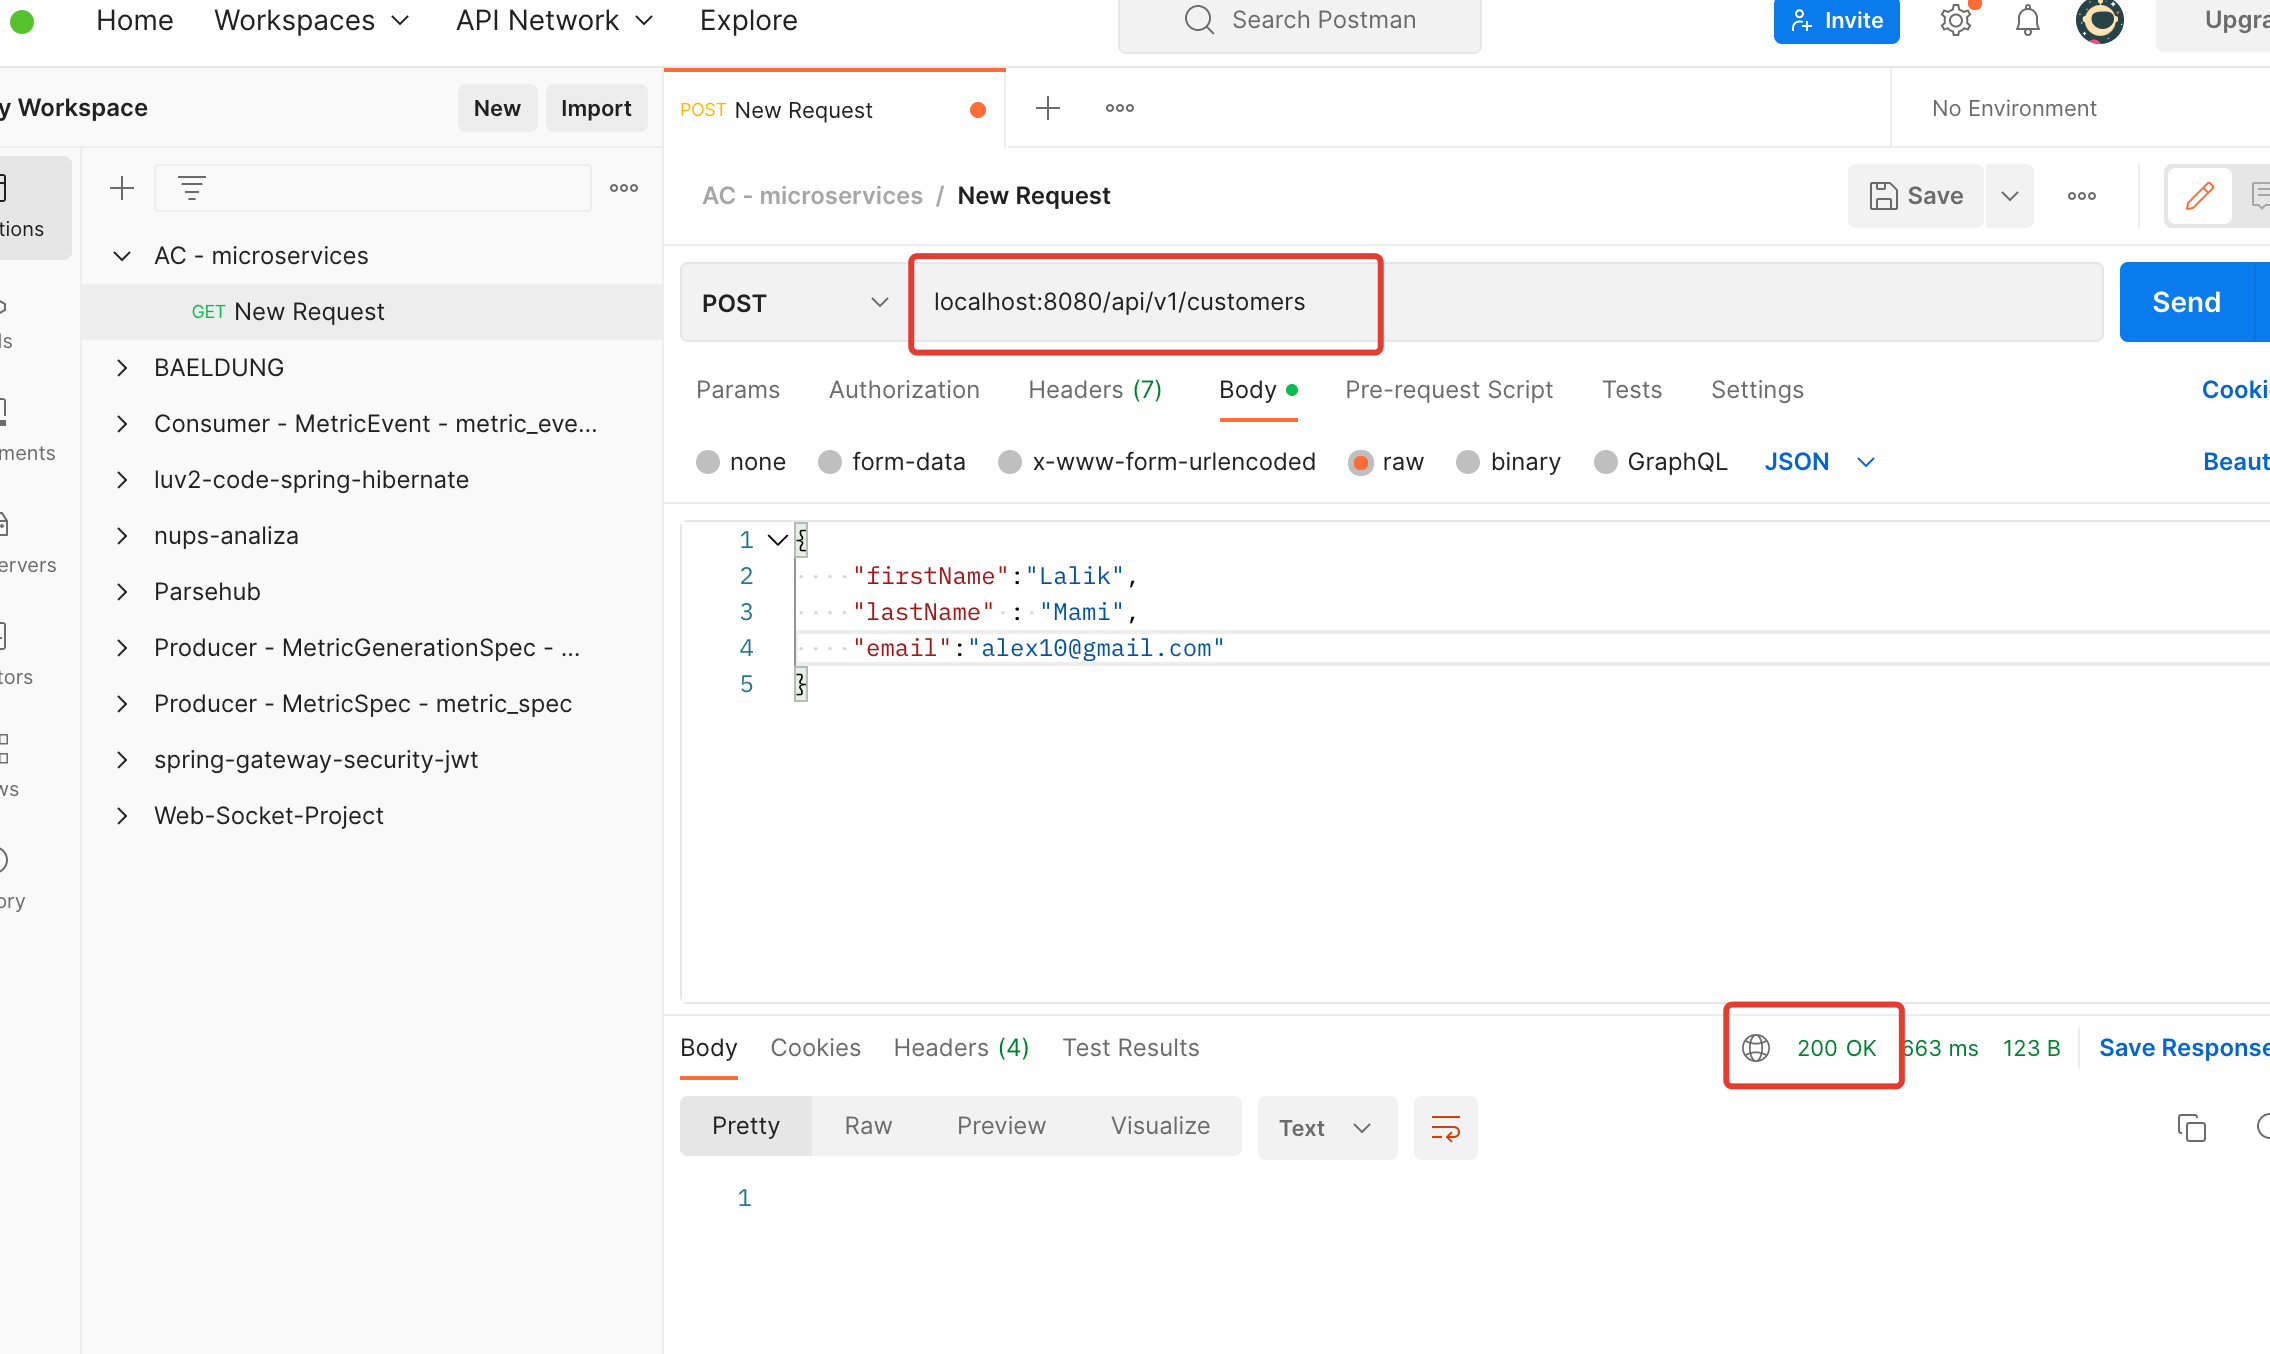 Home Workspaces API Network Explore Search Postman Invite Upgra
y Workspace New Import POST New Request No Environment
tions
AC - microservices / New Request Save
AC - microservices
GET New Request
POST localhost:8080/api/v1/customers Send
ls
BAELDUNG
Params Authorization Headers (7) Body Pre-request Script Tests Settings Cooki
Consumer - MetricEvent - metric_eve...
ments
none form-data x-www-form-urlencoded raw binary GraphQL JSON Beaut
luv2-code-spring-hibernate
nups-analiza
ervers
Parsehub
Producer - MetricGenerationSpec - ...
tors
Producer - MetricSpec - metric_spec
spring-gateway-security-jwt
ws
Web-Socket-Project
ory
1 {
2 "firstName":"Lalik",
3 "lastName" : "Mami",
4 "email":"alex10@gmail.com"
5 }
Body Cookies Headers (4) Test Results 200 OK 663 ms 123 B Save Response
Pretty Raw Preview Visualize Text
1